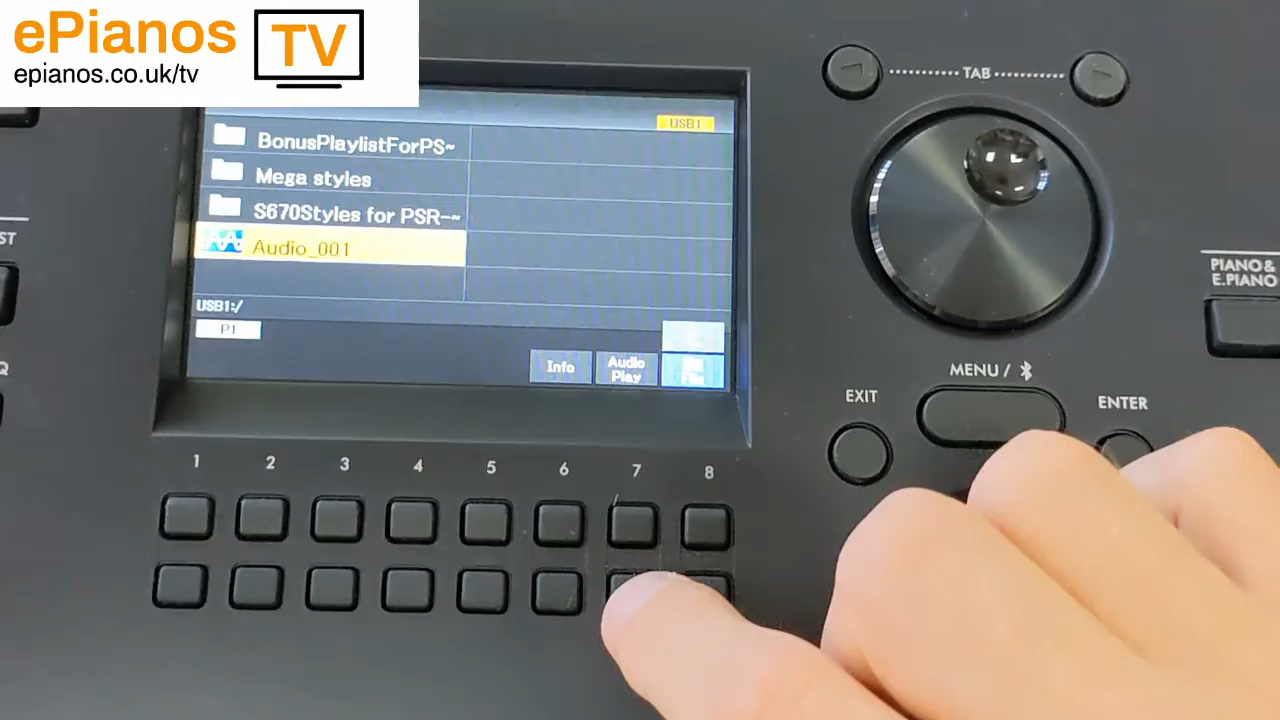 ePianos TV
epianos.co.uk/tv
TAB
USB1
BonusPlaylistForPS~
Mega styles
S670Styles for PSR-~
Audio_001
USB1:/
P1
Info
Audio
Play
File
ST
PIANO&
E.PIANO
MENU /
EXIT
ENTER
1 2 3 4 5 6 7 8
Q